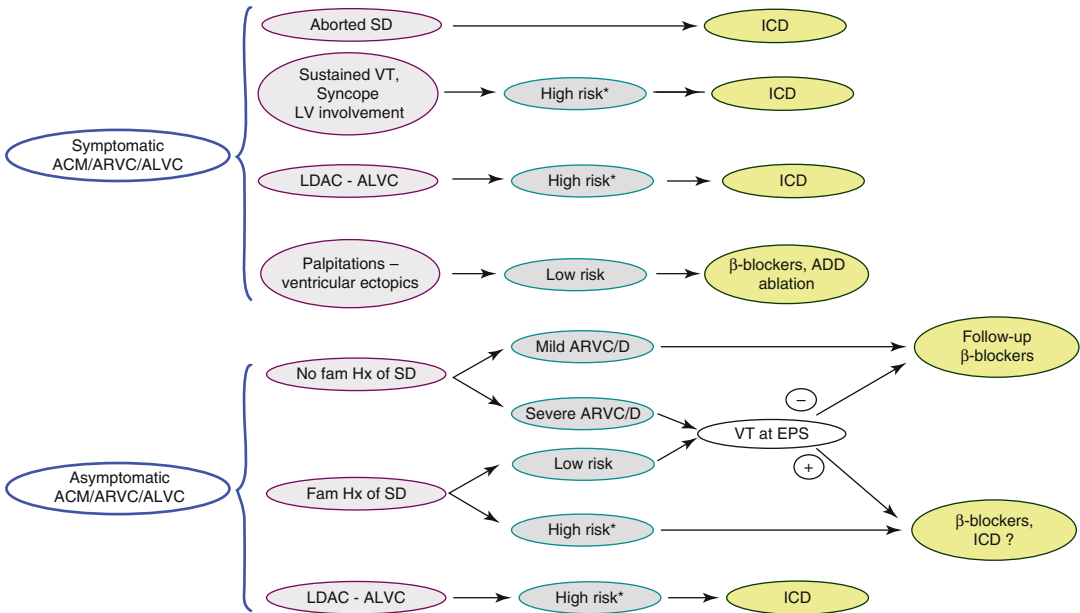 Symptomatic
ACM/ARVC/ALVC
Aborted SD
ICD
Sustained VT,
Syncope
LV involvement
High risk*
ICD
LDAC - ALVC
High risk*
ICD
Palpitations –
ventricular ectopics
Low risk
β-blockers, ADD
ablation
Asymptomatic
ACM/ARVC/ALVC
No fam Hx of SD
Mild ARVC/D
Follow-up
β-blockers
Severe ARVC/D
–
VT at EPS
+
Fam Hx of SD
Low risk
High risk*
β-blockers,
ICD ?
LDAC - ALVC
High risk*
ICD